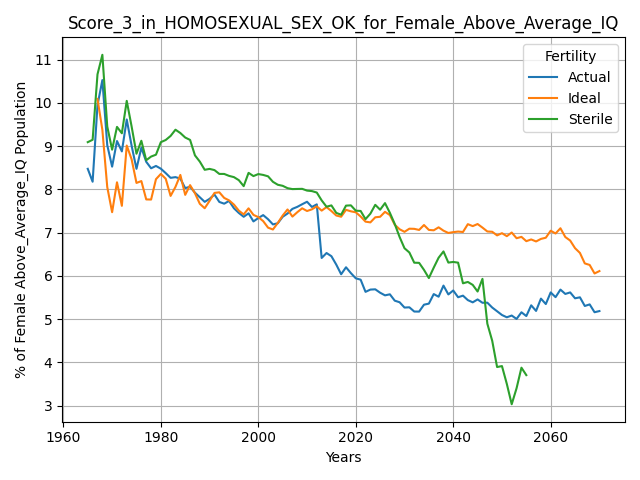 Score_3_in_HOMOSEXUAL_SEX_OK_for_Female_Above_Average_IQ
% of Female Above_Average_IQ Population
11
10
9
8
7
6
5
4
3
Fertility
Actual
Ideal
Sterile
1960 1980 2000 2020 2040 2060
Years